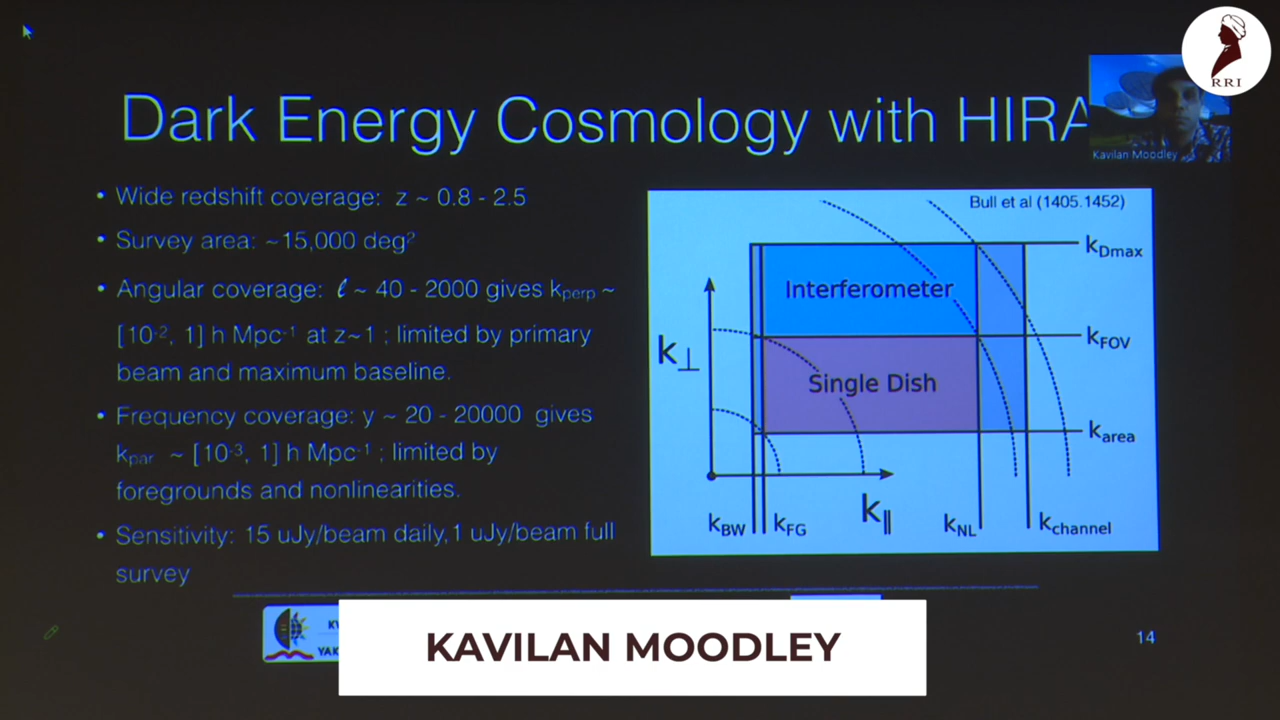 RRI
Dark Energy Cosmology with HIRA
Kavilan Moodley
• Wide redshift coverage: z ~ 0.8 - 2.5
• Survey area: ~15,000 deg²
• Angular coverage: ℓ ~ 40 - 2000 gives kperp ~
[10-2, 1] h Mpc-1 at z~1 ; limited by primary
beam and maximum baseline.
• Frequency coverage: y ~ 20 - 20000 gives
kpar ~ [10-3, 1] h Mpc-1 ; limited by
foregrounds and nonlinearities.
• Sensitivity: 15 uJy/beam daily,1 uJy/beam full
survey
Bull et al (1405.1452)
kDmax
Interferometer
kFOV
k⊥
Single Dish
karea
kBW
kFG
k∥
kNL
kchannel
YAK
KAVILAN MOODLEY
14